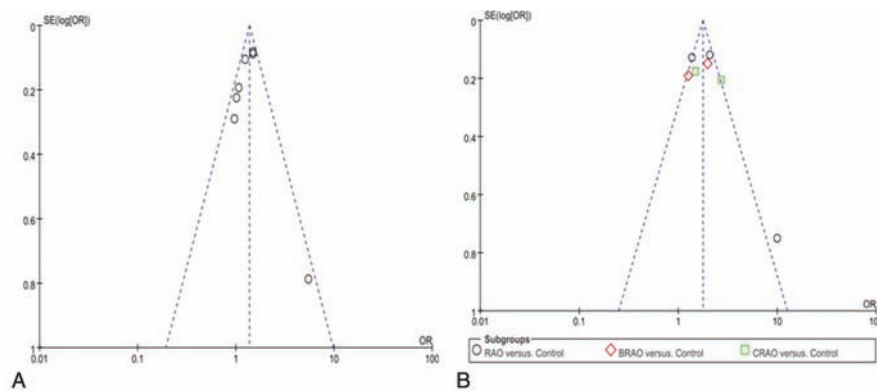 SE(log[OR])
0
0.2
0.4
0.6
0.8
1
OR
0.01 0.1 1 10 100
A
SE(log[OR])
0
0.2
0.4
0.6
0.8
1
OR
0.01 0.1 1 10 100
Subgroups
RAO versus. Control BRAO versus. Control CRAO versus. Control
B